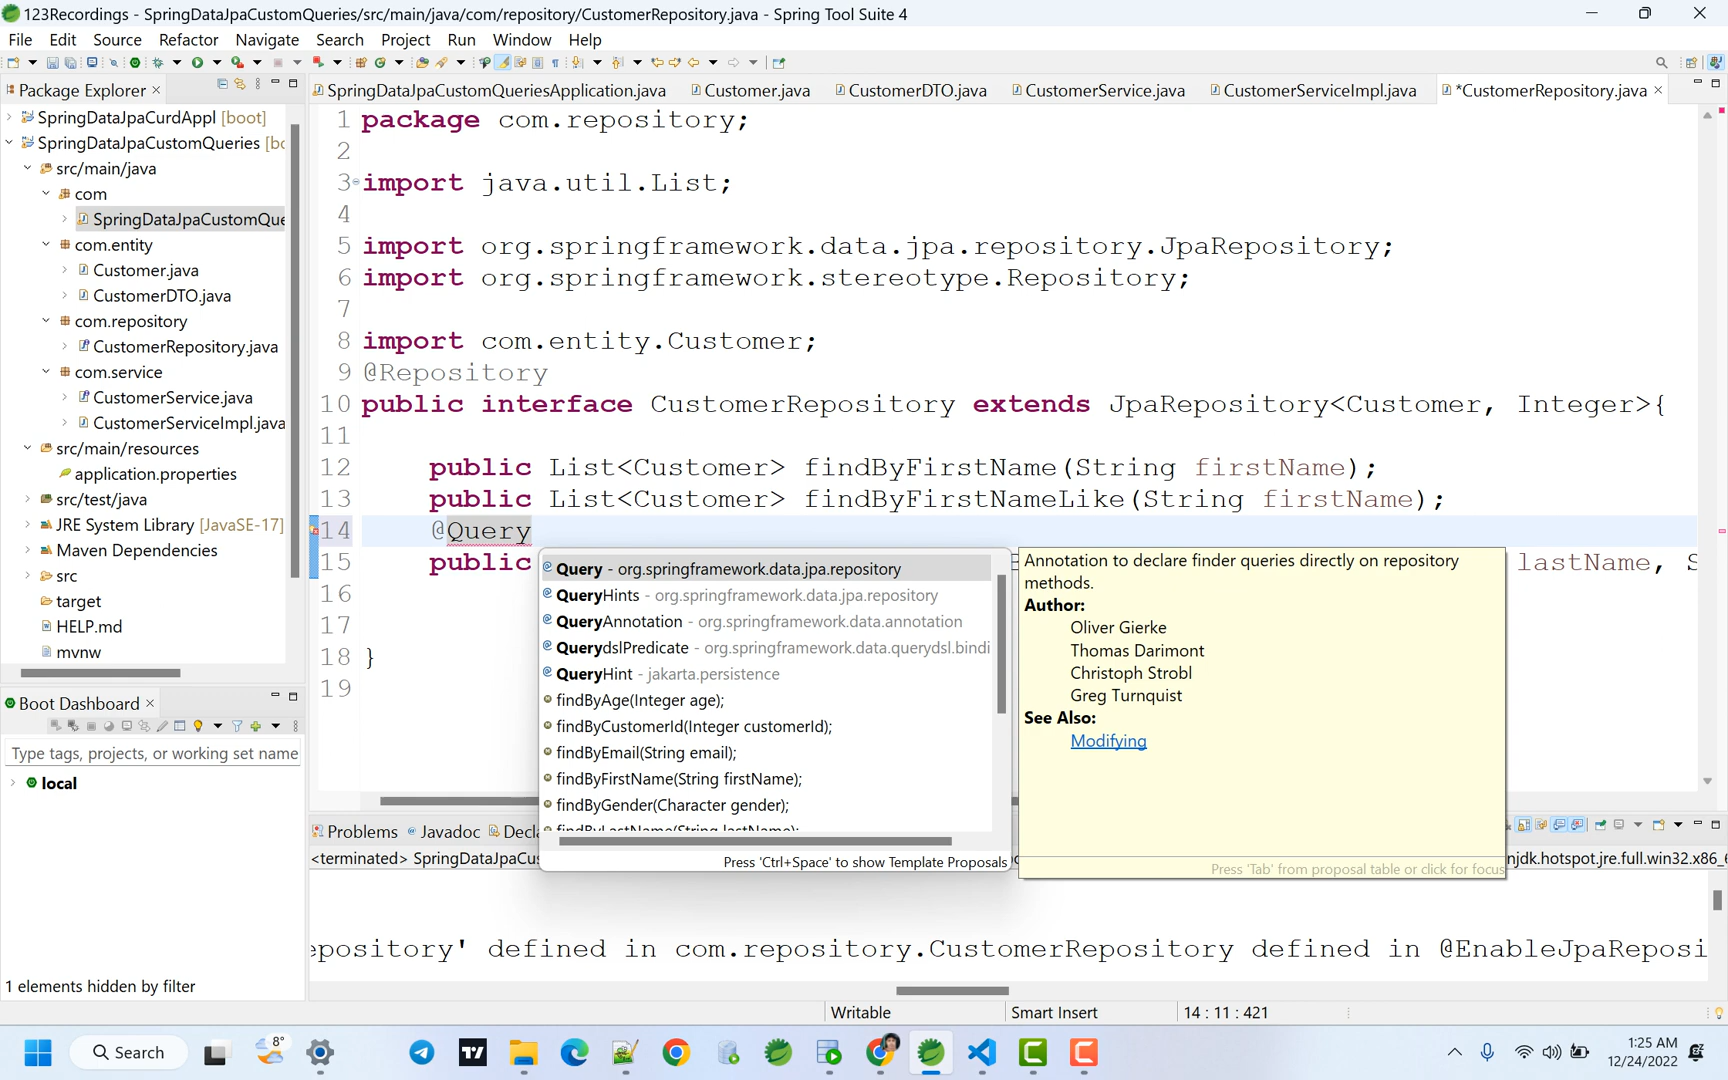 123Recordings - SpringDataJpaCustomQueries/src/main/java/com/repository/CustomerRepository.java - Spring Tool Suite 4
File Edit Source Refactor Navigate Search Project Run Window Help
Package Explorer
SpringDataJpaCustomQueriesApplication.java Customer.java CustomerDTO.java CustomerService.java CustomerServiceImpl.java *CustomerRepository.java
SpringDataJpaCurdAppl [boot]
SpringDataJpaCustomQueries [bo
src/main/java
com
SpringDataJpaCustomQue
com.entity
Customer.java
CustomerDTO.java
com.repository
CustomerRepository.java
com.service
CustomerService.java
CustomerServiceImpl.java
src/main/resources
application.properties
src/test/java
JRE System Library [JavaSE-17]
Maven Dependencies
src
target
HELP.md
mvnw
1 package com.repository;
2
3 import java.util.List;
4
5 import org.springframework.data.jpa.repository.JpaRepository;
6 import org.springframework.stereotype.Repository;
7
8 import com.entity.Customer;
9 @Repository
10 public interface CustomerRepository extends JpaRepository<Customer, Integer>{
11
12 public List<Customer> findByFirstName(String firstName);
13 public List<Customer> findByFirstNameLike(String firstName);
14 @Query
15 public lastName, S
16
17
18 }
19
Query - org.springframework.data.jpa.repository
QueryHints - org.springframework.data.jpa.repository
QueryAnnotation - org.springframework.data.annotation
QuerydslPredicate - org.springframework.data.querydsl.bindi
QueryHint - jakarta.persistence
findByAge(Integer age);
findByCustomerId(Integer customerId);
findByEmail(String email);
findByFirstName(String firstName);
findByGender(Character gender);
findByLastName(String lastName);
Press 'Ctrl+Space' to show Template Proposals
Annotation to declare finder queries directly on repository
methods.
Author:
Oliver Gierke
Thomas Darimont
Christoph Strobl
Greg Turnquist
See Also:
Modifying
Press 'Tab' from proposal table or click for focus
Boot Dashboard
Type tags, projects, or working set name
local
1 elements hidden by filter
Problems Javadoc Decla
<terminated> SpringDataJpaCus
njdk.hotspot.jre.full.win32.x86_6
epository' defined in com.repository.CustomerRepository defined in @EnableJpaReposi
Writable Smart Insert 14 : 11 : 421
8°
Search
1:25 AM
12/24/2022